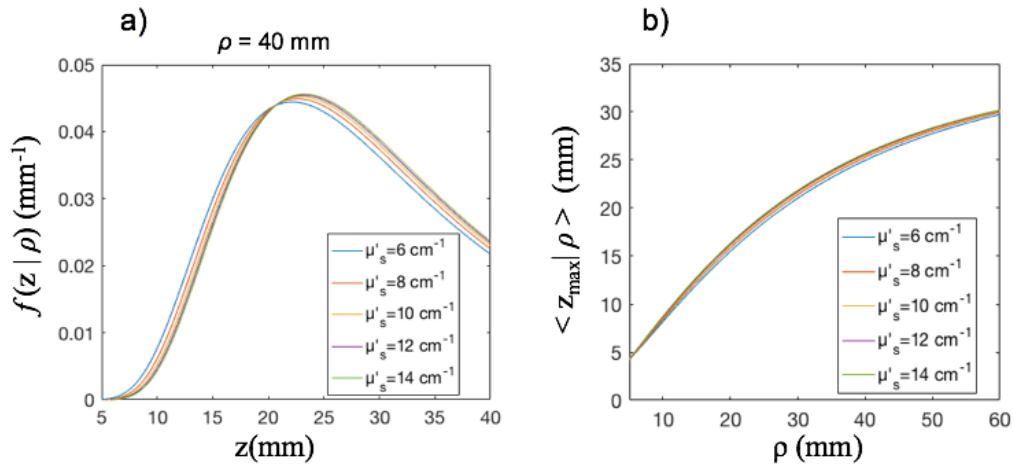 a)
ρ = 40 mm
f(z | ρ) (mm⁻¹)
0.05
0.04
0.03
0.02
0.01
0
5
10
15
20
25
30
35
40
z(mm)
μ's=6 cm⁻¹
μ's=8 cm⁻¹
μ's=10 cm⁻¹
μ's=12 cm⁻¹
μ's=14 cm⁻¹
b)
< zmax| ρ > (mm)
35
30
25
20
15
10
5
0
10
20
30
40
50
60
ρ (mm)
μ's=6 cm⁻¹
μ's=8 cm⁻¹
μ's=10 cm⁻¹
μ's=12 cm⁻¹
μ's=14 cm⁻¹